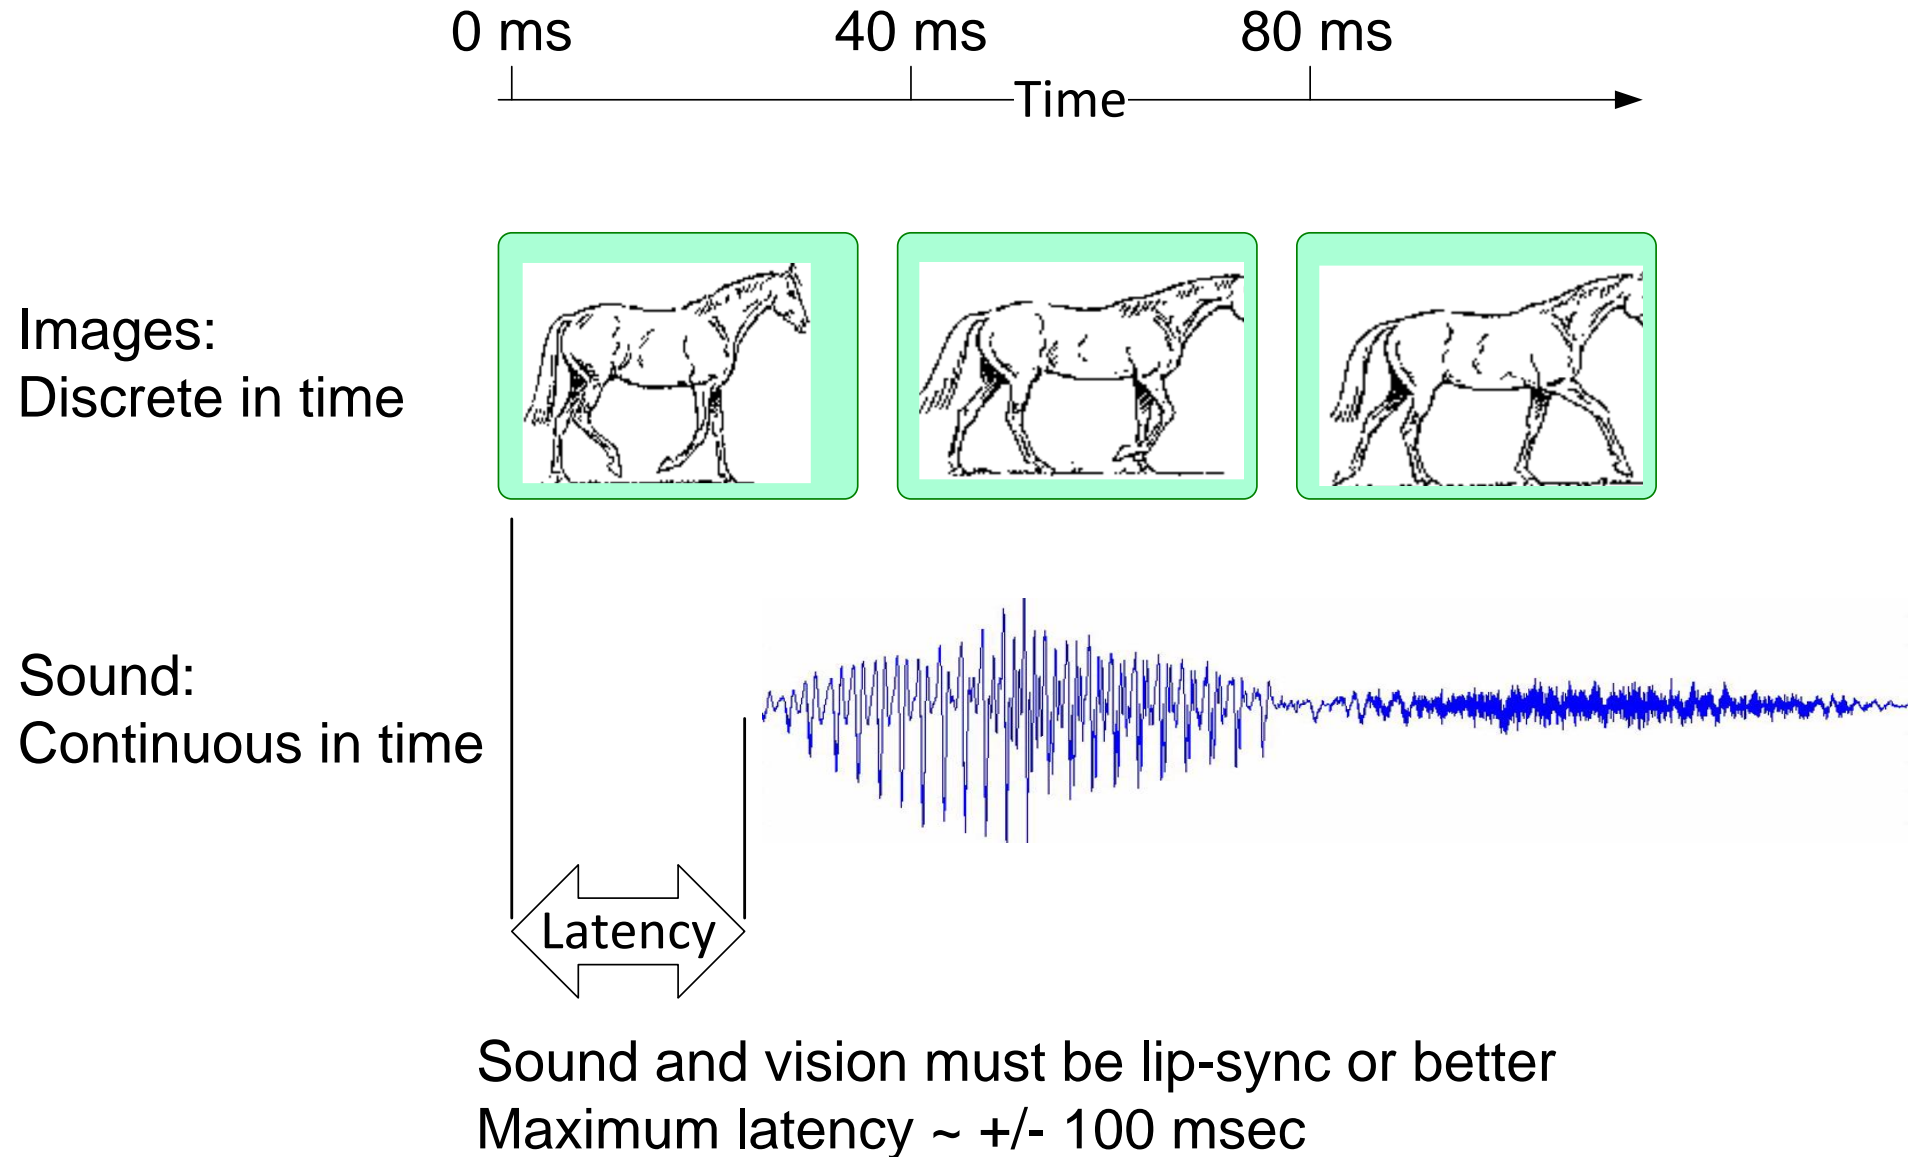 0 ms 40 ms 80 ms
Time
Images:
Discrete in time
Sound:
Continuous in time
Latency
Sound and vision must be lip-sync or better
Maximum latency ~ +/- 100 msec